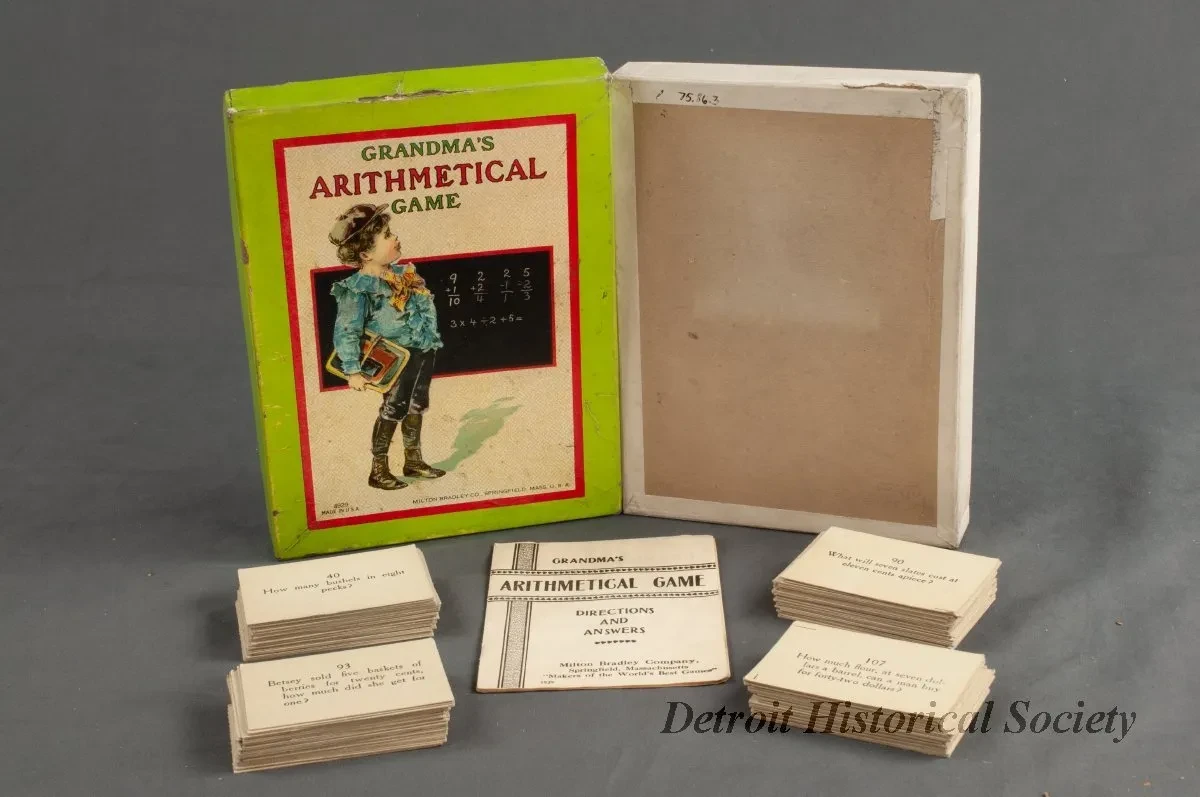 GRANDMA'S
ARITHMETICAL
GAME
9 2 2 5
+1 +2 -1 -2
10 4 1 3
3 x 4 ÷ 2 + 5 =
MILTON BRADLEY CO., SPRINGFIELD, MASS. U.S.A.
MADE IN U.S.A.
75.86.3
40
How many bushels in eight
pecks?
93
Betsey sold five baskets of
berries for twenty cents,
how much did she get for
one?
GRANDMA'S
ARITHMETICAL GAME
DIRECTIONS
AND
ANSWERS
Milton Bradley Company,
Springfield, Massachusetts
"Makers of the World's Best Games"
90
What will seven slates cost at
eleven cents apiece?
107
How much flour, at seven dol-
lars a barrel, can a man buy
for forty-two dollars?
Detroit Historical Society